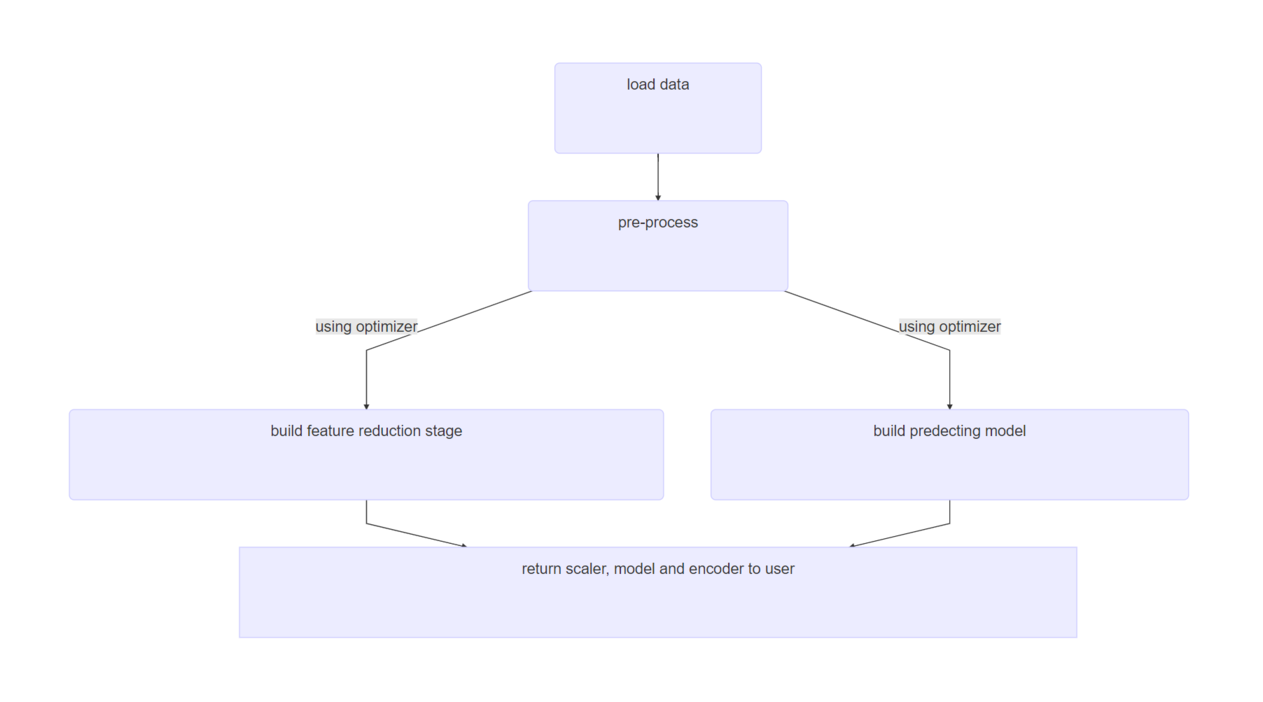 load data
pre-process
using optimizer
using optimizer
build feature reduction stage
build predecting model
return scaler, model and encoder to user